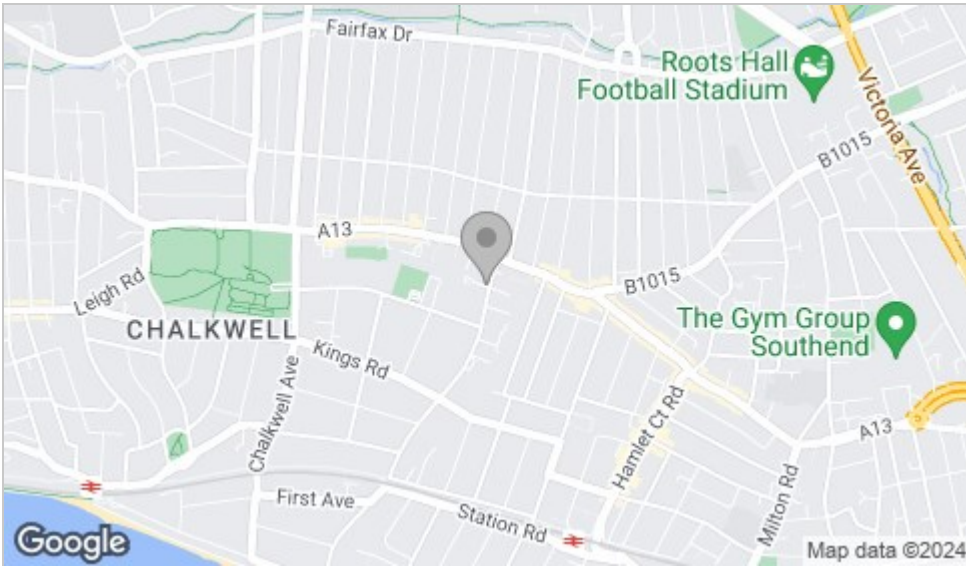 Fairfax Dr
Roots Hall
Football Stadium
Victoria Ave
B1015
A13
B1015
Leigh Rd
CHALKWELL
The Gym Group
Southend
Kings Rd
Chalkwell Ave
Hamlet Ct Rd
A13
Milton Rd
First Ave
Station Rd
Google
Map data ©2024